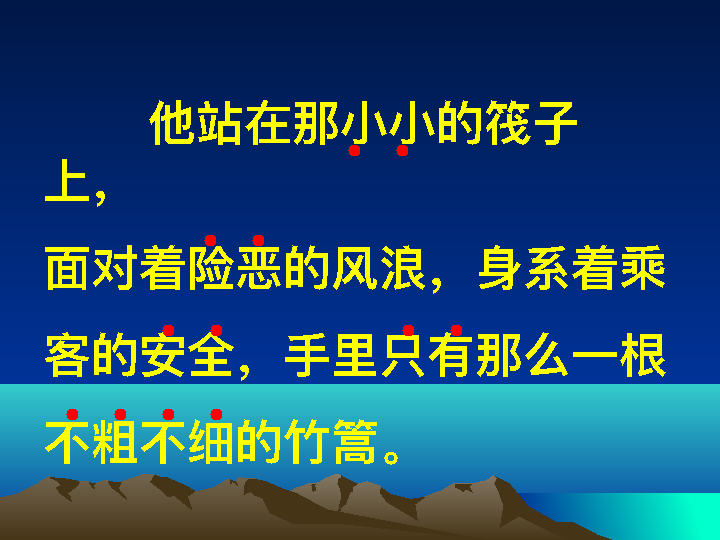 他站在那小小的筏子
上，
面对着险恶的风浪，身系着乘
客的安全，手里只有那么一根
不粗不细的竹篙。